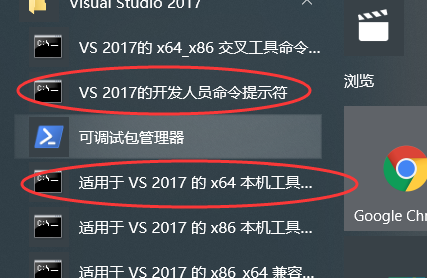 Visual Studio 2017
VS 2017的 x64_x86 交叉工具命令...
VS 2017的开发人员命令提示符
可调试包管理器
适用于 VS 2017 的 x64 本机工具...
适用于 VS 2017 的 x86 本机工具...
适用于 VS 2017 的 x86_x64 兼容...
浏览
Google Chr